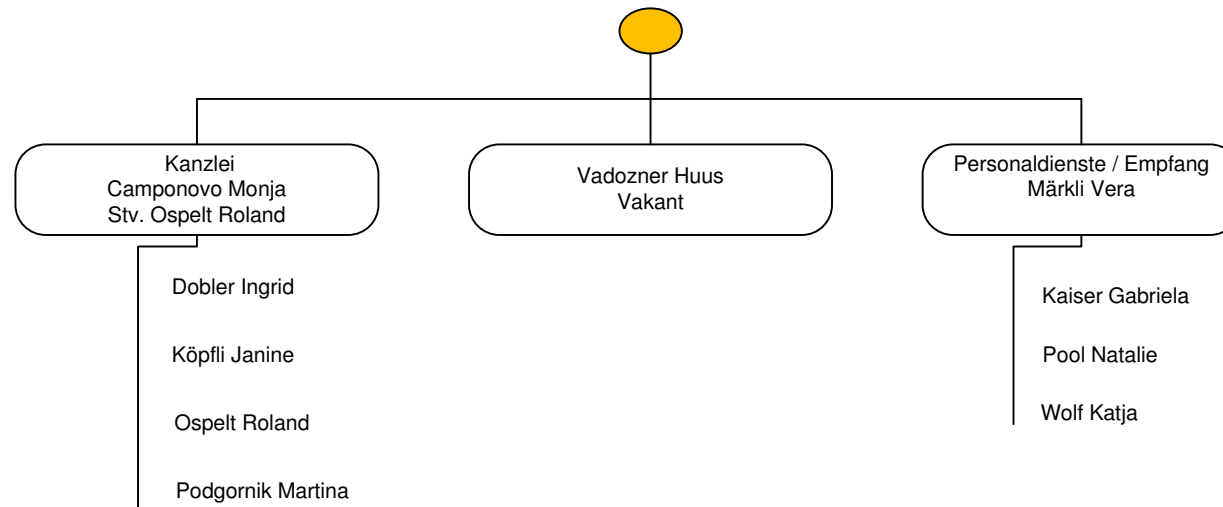 Kanzlei
Camponovo Monja
Stv. Ospelt Roland
Vadozner Huus
Vakant
Personaldienste / Empfang
Märkli Vera
Dobler Ingrid
Köpfli Janine
Ospelt Roland
Podgornik Martina
Kaiser Gabriela
Pool Natalie
Wolf Katja